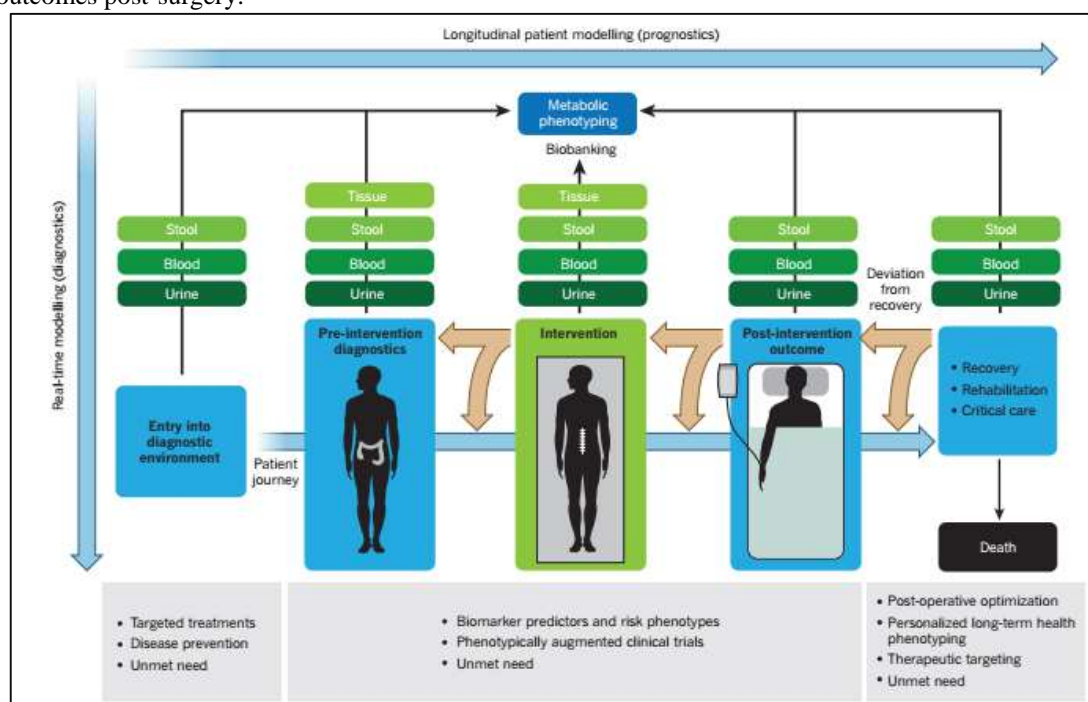 outcomes post-surgery.
Longitudinal patient modelling (prognostics)
Real-time modelling (diagnostics)
Metabolic
phenotyping
Biobanking
Stool
Blood
Urine
Entry into
diagnostic
environment
Patient
journey
Tissue
Stool
Blood
Urine
Pre-intervention
diagnostics
Tissue
Stool
Blood
Urine
Intervention
Stool
Blood
Urine
Post-intervention
outcome
Deviation
from
recovery
Stool
Blood
Urine
• Recovery
• Rehabilitation
• Critical care
Death
• Targeted treatments
• Disease prevention
• Unmet need
• Biomarker predictors and risk phenotypes
• Phenotypically augmented clinical trials
• Unmet need
• Post-operative optimization
• Personalized long-term health
phenotyping
• Therapeutic targeting
• Unmet need